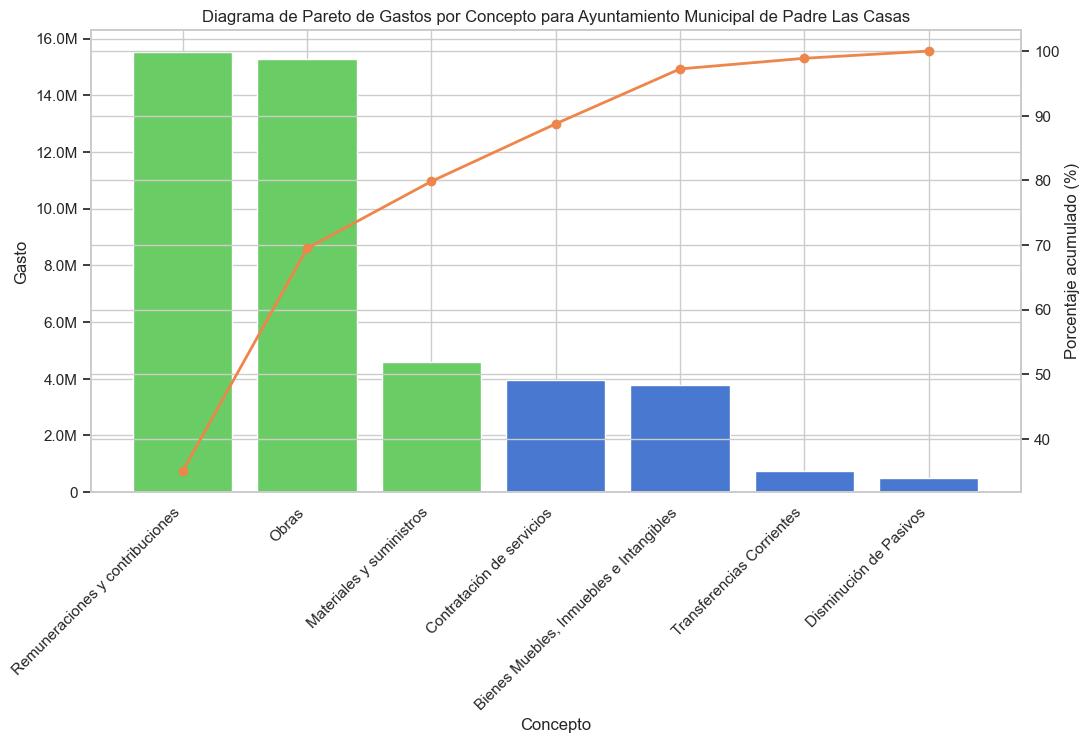 Diagrama de Pareto de Gastos por Concepto para Ayuntamiento Municipal de Padre Las Casas
16.0M
14.0M
12.0M
10.0M
8.0M
6.0M
4.0M
2.0M
0
Gasto
100
90
80
70
60
50
40
Porcentaje acumulado (%)
Remuneraciones y contribuciones
Obras
Materiales y suministros
Contratación de servicios
Bienes Muebles, Inmuebles e Intangibles
Transferencias Corrientes
Disminución de Pasivos
Concepto